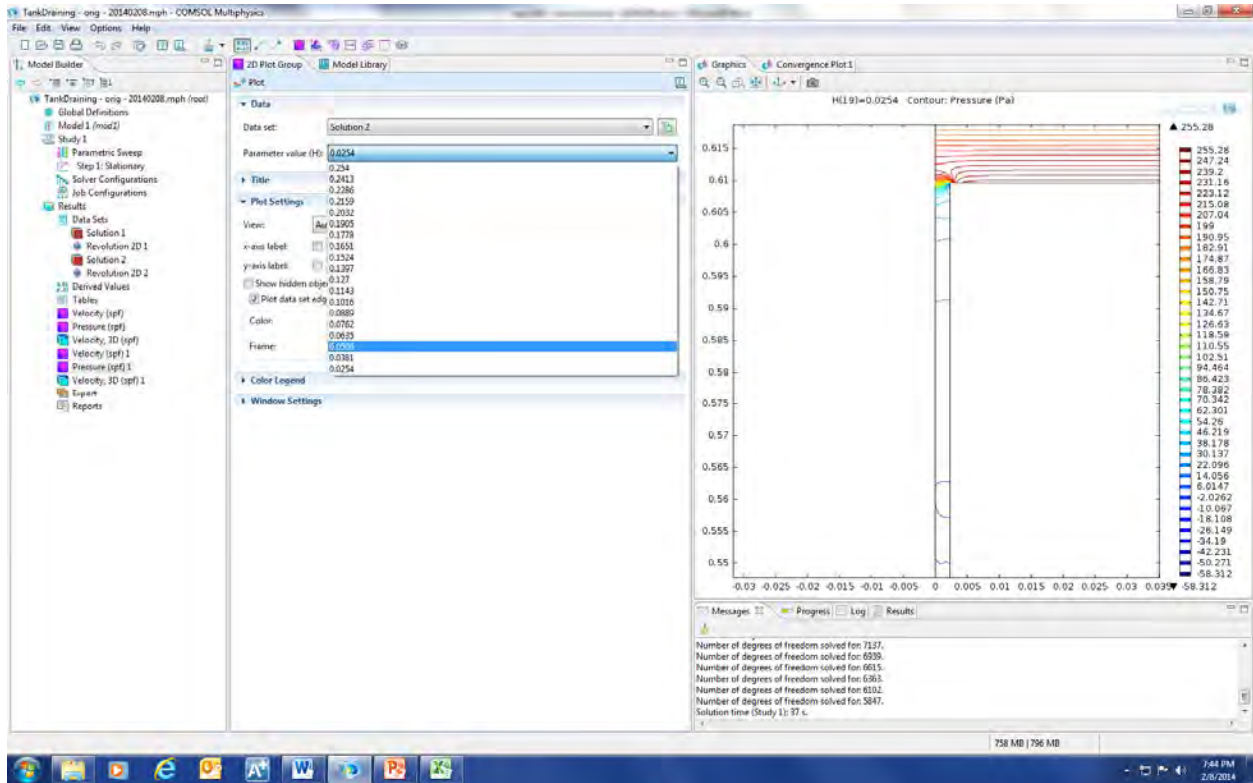 TankDraining - orig - 20140208.mph - COMSOL Multiphysics
File Edit View Options Help
Model Builder
TankDraining - orig - 20140208.mph (root)
Global Definitions
Model 1 (mod1)
Study 1
Parametric Sweep
Step 1: Stationary
Solver Configurations
Job Configurations
Results
Data Sets
Solution 1
Revolution 2D 1
Solution 2
Revolution 2D 2
Derived Values
Tables
Velocity (spf)
Pressure (spf)
Velocity, 3D (spf)
Velocity (spf) 1
Pressure (spf) 1
Velocity, 3D (spf) 1
Export
Reports
2D Plot Group Model Library
Plot
Data
Data set: Solution 2
Parameter value (H): 0.0254
0.254
0.2413
0.2286
0.2159
0.2032
0.1905
0.1778
0.1651
0.1524
0.1397
0.127
0.1143
0.1016
0.0889
0.0762
0.0635
0.0508
0.0381
0.0254
Title
Plot Settings
View: Au
x-axis label:
y-axis label:
Show hidden obje
Plot data set edg
Color:
Frame:
Color Legend
Window Settings
Graphics Convergence Plot 1
H(19)=0.0254 Contour: Pressure (Pa)
0.615
0.61
0.605
0.6
0.595
0.59
0.585
0.58
0.575
0.57
0.565
0.56
0.555
0.55
-0.03 -0.025 -0.02 -0.015 -0.01 -0.005 0 0.005 0.01 0.015 0.02 0.025 0.03 0.035
255.28
255.28
247.24
239.2
231.16
223.12
215.08
207.04
199
190.95
182.91
174.87
166.83
158.79
150.75
142.71
134.67
126.63
118.59
110.55
102.51
94.464
86.423
78.382
70.342
62.301
54.26
46.219
38.178
30.137
22.096
14.056
6.0147
-2.0262
-10.067
-18.108
-26.149
-34.19
-42.231
-50.271
-58.312
-58.312
Messages Progress Log Results
Number of degrees of freedom solved for: 7137.
Number of degrees of freedom solved for: 6939.
Number of degrees of freedom solved for: 6615.
Number of degrees of freedom solved for: 6363.
Number of degrees of freedom solved for: 6102.
Number of degrees of freedom solved for: 5847.
Solution time (Study 1): 37 s.
758 MB | 796 MB
7:44 PM
2/8/2014